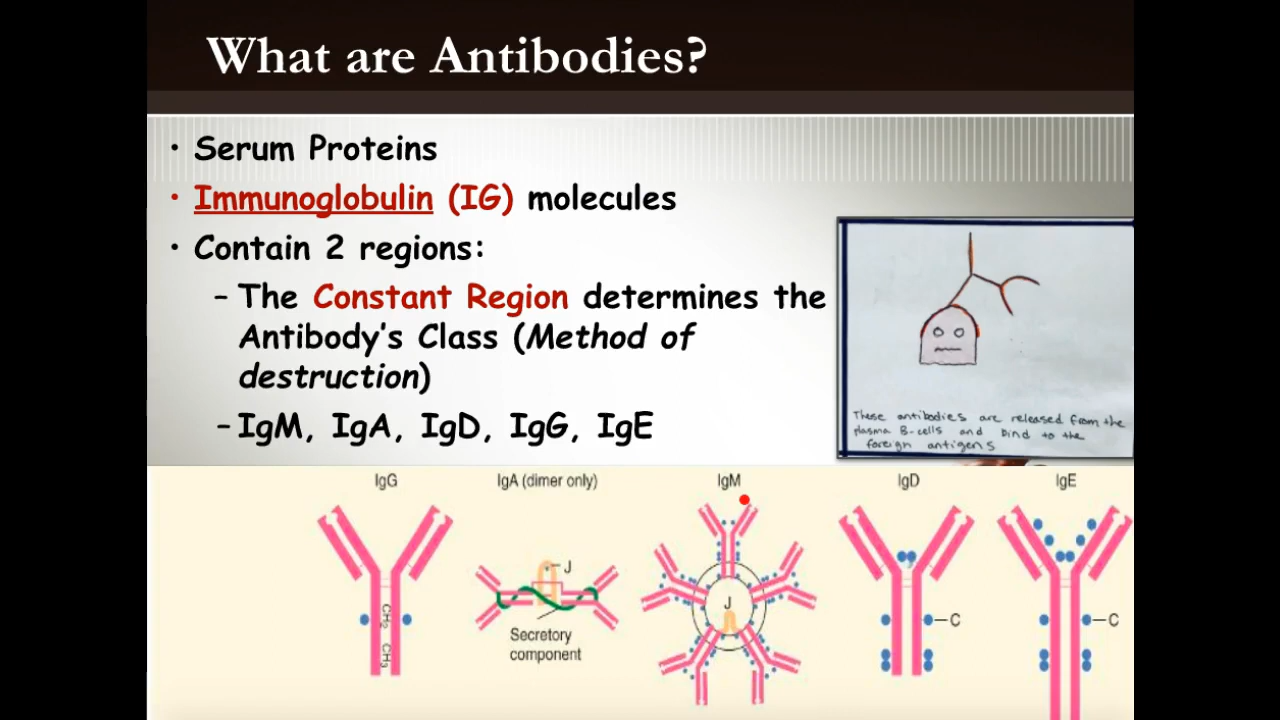 What are Antibodies?
• Serum Proteins
• Immunoglobulin (IG) molecules
• Contain 2 regions:
– The Constant Region determines the
Antibody's Class (Method of
destruction)
– IgM, IgA, IgD, IgG, IgE
These antibodies are released from the
plasma B-cells and bind to the
foreign antigens
IgG
IgA (dimer only)
IgM
IgD
IgE
J
J
CH2
CH3
C
C
Secretory
component